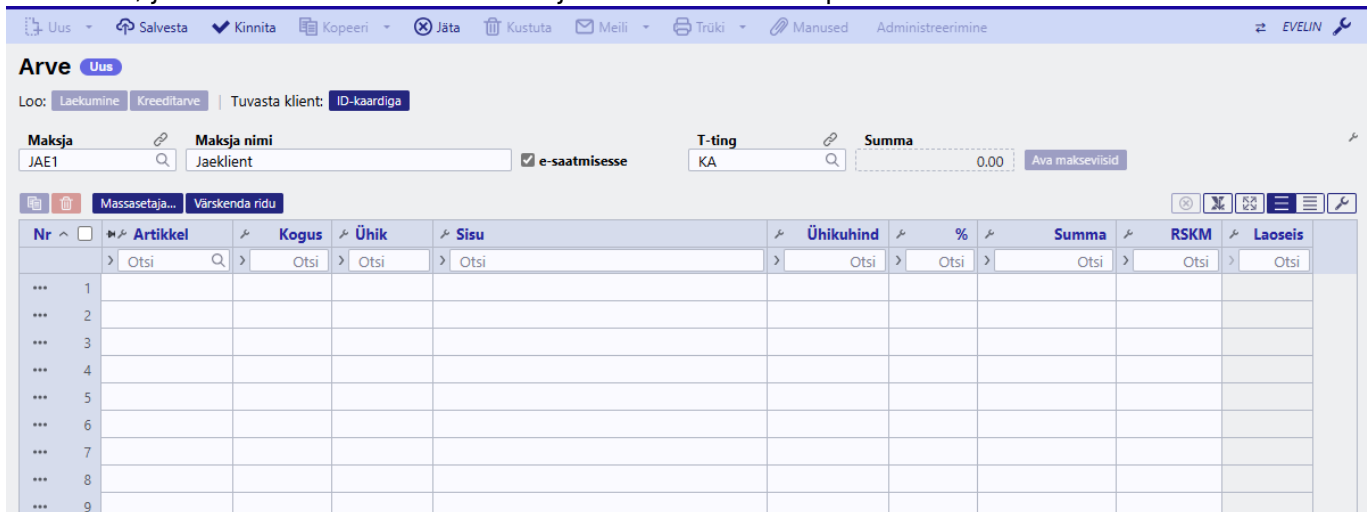 Uus Salvesta Kinnita Kopeeri Jäta Kustuta Meili Trüki Manused Administreerimine EVELIN
Arve Uus
Loo: Laekumine Kreeditarve | Tuvasta klient: ID-kaardiga
Maksja Maksja nimi T-ting Summa
JAE1 Jaeklient e-saatmisesse KA 0.00 Ava makseviisid
Massasetaja... Värskenda ridu
Nr Artikkel Kogus Ühik Sisu Ühikuhind % Summa RSKM Laoseis
Otsi Otsi Otsi Otsi Otsi Otsi Otsi Otsi Otsi
1
2
3
4
5
6
7
8
9